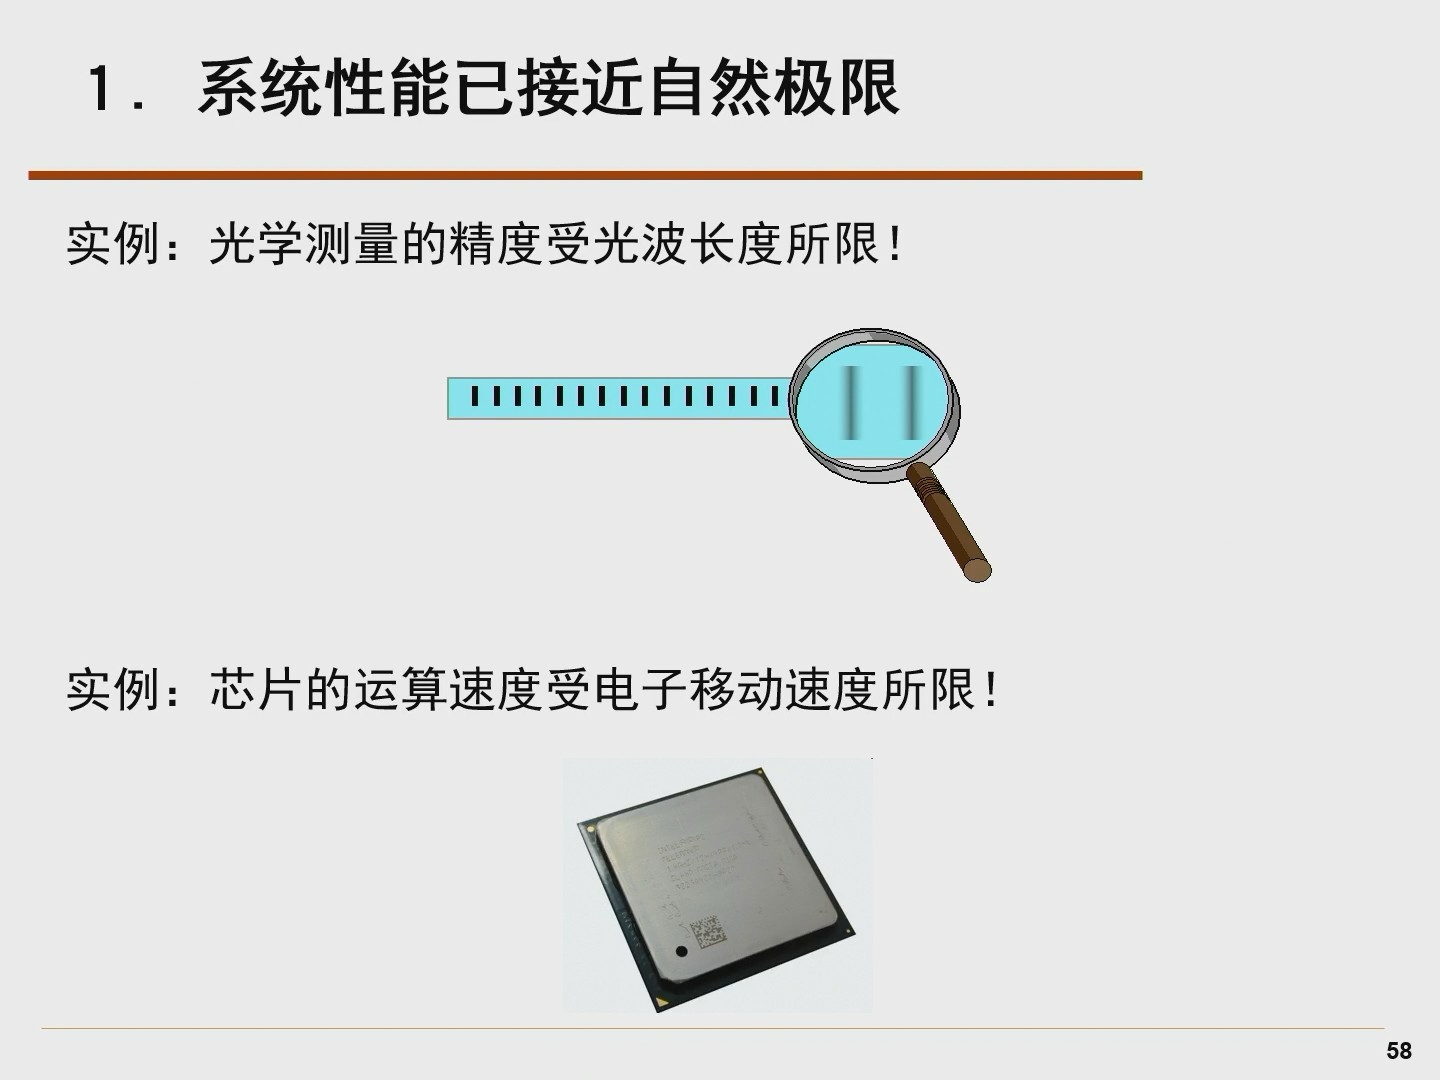 1. 系统性能已接近自然极限
实例：光学测量的精度受光波长度所限！
实例：芯片的运算速度受电子移动速度所限！
58